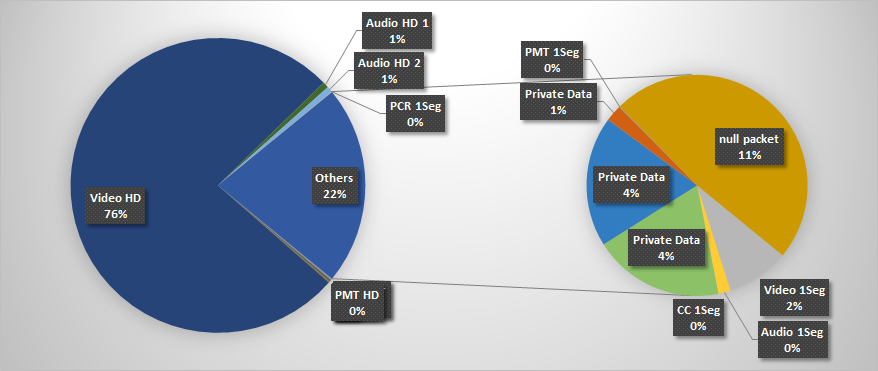 Audio HD 1
1%
Audio HD 2
1%
PCR 1Seg
0%
Others
22%
Video HD
76%
PMT HD
0%
PMT 1Seg
0%
Private Data
1%
null packet
11%
Private Data
4%
Private Data
4%
Video 1Seg
2%
CC 1Seg
0%
Audio 1Seg
0%